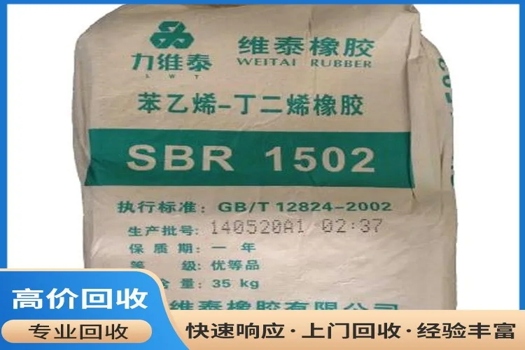 力维泰
LWT
维泰橡胶
WEITAI RUBBER
苯乙烯-丁二烯橡胶
SBR 1502
执行标准：GB/T 12824-2002
生产批号：140520A1 02:37
保质期：一年
等 级：优等品
含量：35 kg
维泰橡胶有限公司
高价回收
专业回收
快速响应·上门回收·经验丰富